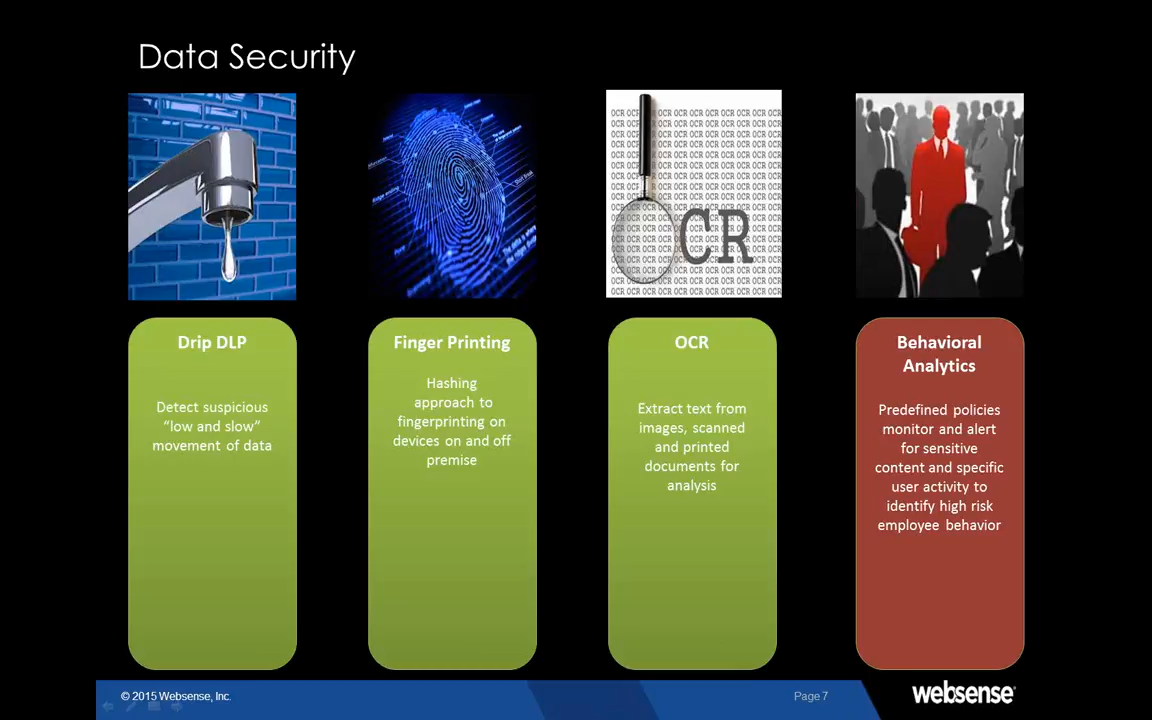 Data Security
OCR
Drip DLP
Detect suspicious
“low and slow”
movement of data
Finger Printing
Hashing
approach to
fingerprinting on
devices on and off
premise
OCR
Extract text from
images, scanned
and printed
documents for
analysis
Behavioral
Analytics
Predefined policies
monitor and alert
for sensitive
content and specific
user activity to
identify high risk
employee behavior
© 2015 Websense, Inc.
Page 7
websense